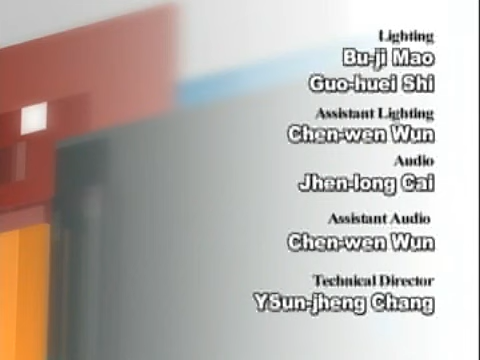 Lighting
Bu-ji Mao
Guo-huei Shi
Assistant Lighting
Chen-wen Wun
Audio
Jhen-long Cai
Assistant Audio
Chen-wen Wun
Technical Director
YSun-jheng Chang